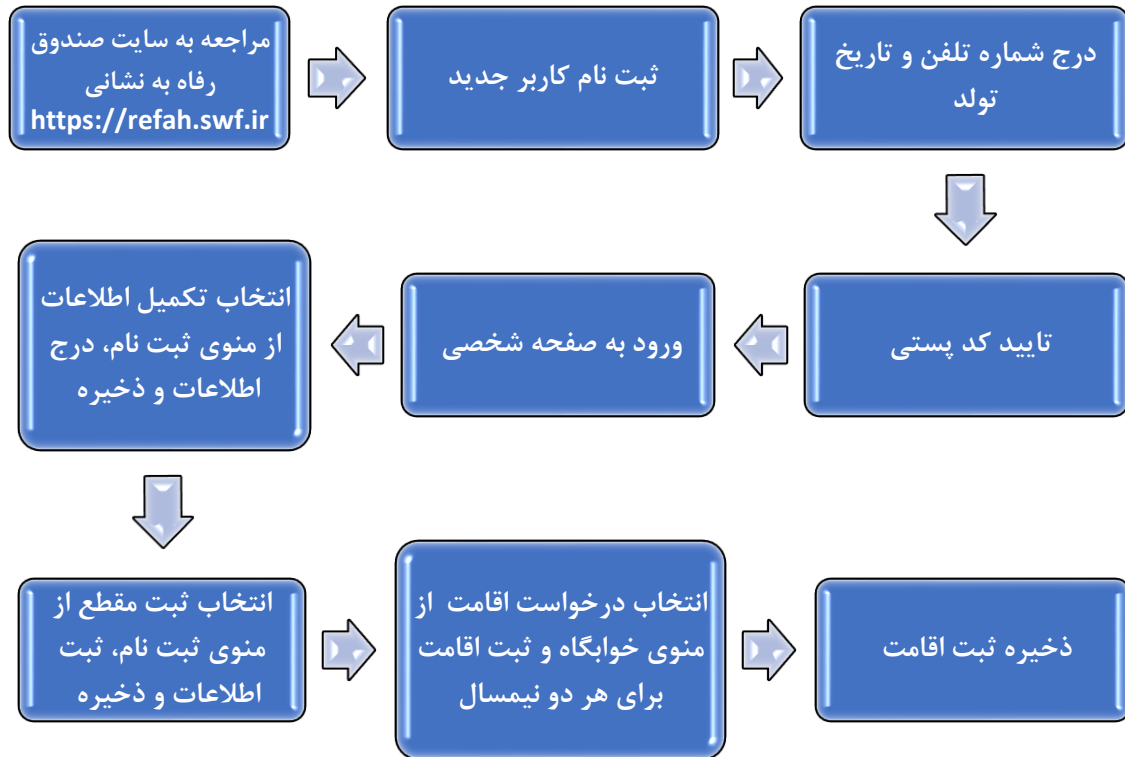 مراجعه به سایت صندوق
رفاه به نشانی
https://refah.swf.ir
ثبت نام کاربر جدید
درج شماره تلفن و تاریخ
تولد
تایید کد پستی
ورود به صفحه شخصی
انتخاب تکمیل اطلاعات
از منوی ثبت نام، درج
اطلاعات و ذخیره
انتخاب ثبت مقطع از
منوی ثبت نام، ثبت
اطلاعات و ذخیره
انتخاب درخواست اقامت از
منوی خوابگاه و ثبت اقامت
برای هر دو نیمسال
ذخیره ثبت اقامت